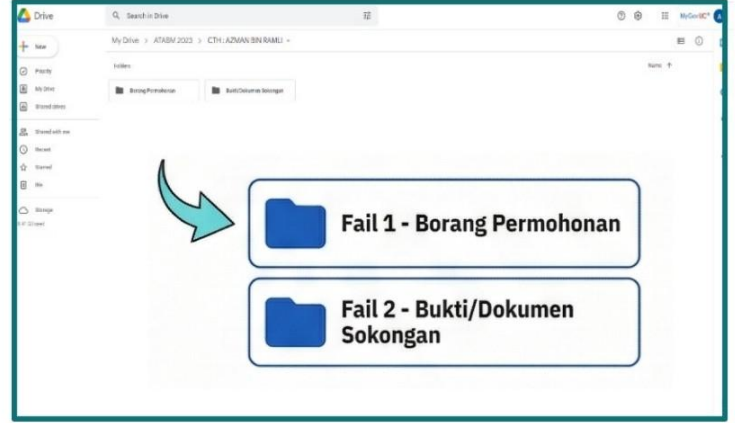 Drive
Search in Drive
MyGovUC
My Drive > ATABM 2023 > CTH : AZMAN BIN RAMLI
New
Folders
Name ↑
Priority
Borang Permohonan
Bukti/Dokumen Sokongan
My Drive
Shared drives
Shared with me
Recent
Starred
Bin
Storage
Fail 1 - Borang Permohonan
Fail 2 - Bukti/Dokumen
Sokongan